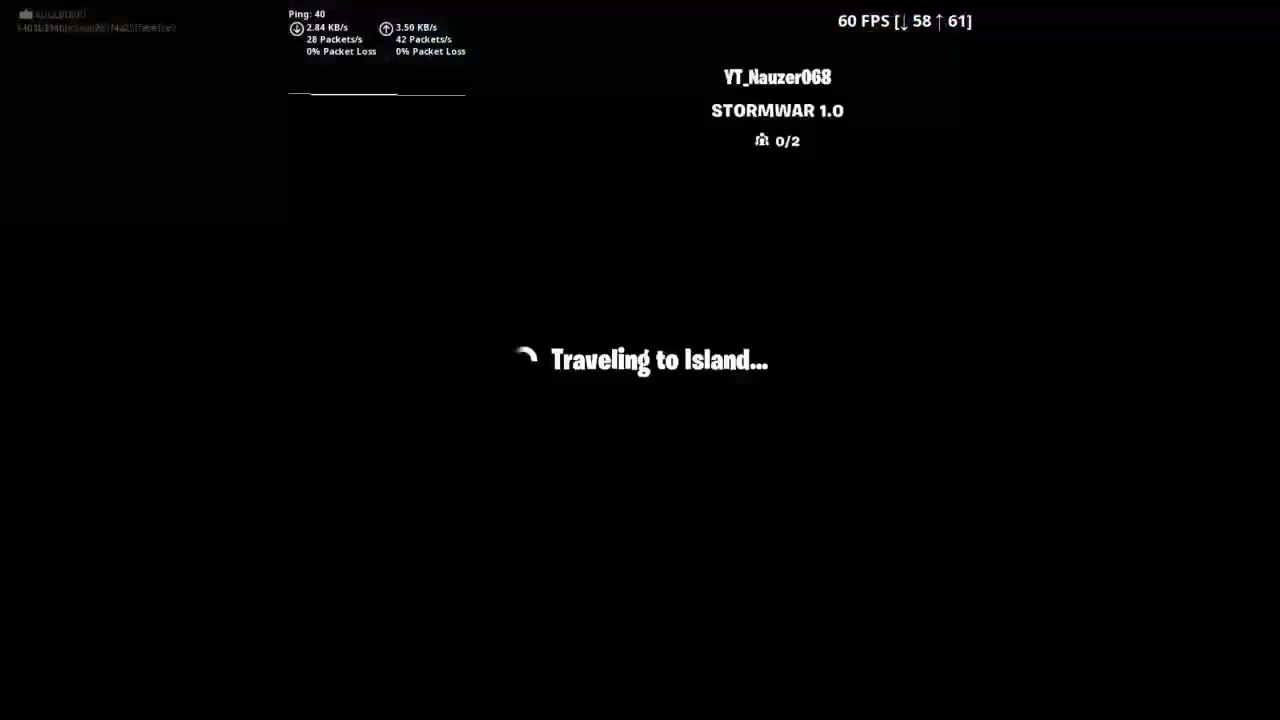 Ping: 40
2.84 KB/s 3.50 KB/s
28 Packets/s 42 Packets/s
0% Packet Loss 0% Packet Loss
60 FPS [↓ 58 ↑ 61]
YT_Nauzer068
STORMWAR 1.0
0/2
Traveling to Island...